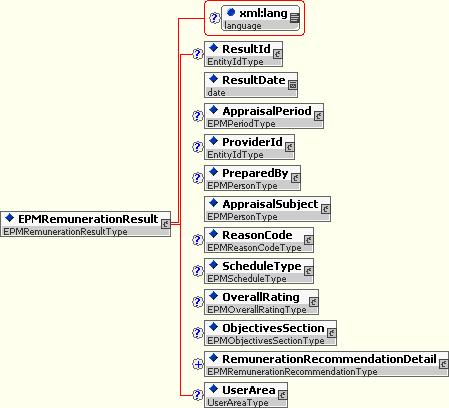 xml:lang
language
ResultId
EntityIdType
ResultDate
date
AppraisalPeriod
EPMPeriodType
ProviderId
EntityIdType
PreparedBy
EPMPersonType
EPMRemunerationResult
EPMRemunerationResultType
AppraisalSubject
EPMPersonType
ReasonCode
EPMReasonCodeType
ScheduleType
EPMScheduleType
OverallRating
EPMOverallRatingType
ObjectivesSection
EPMObjectivesSectionType
RemunerationRecommendationDetail
EPMRemunerationRecommendationType
UserArea
UserAreaType